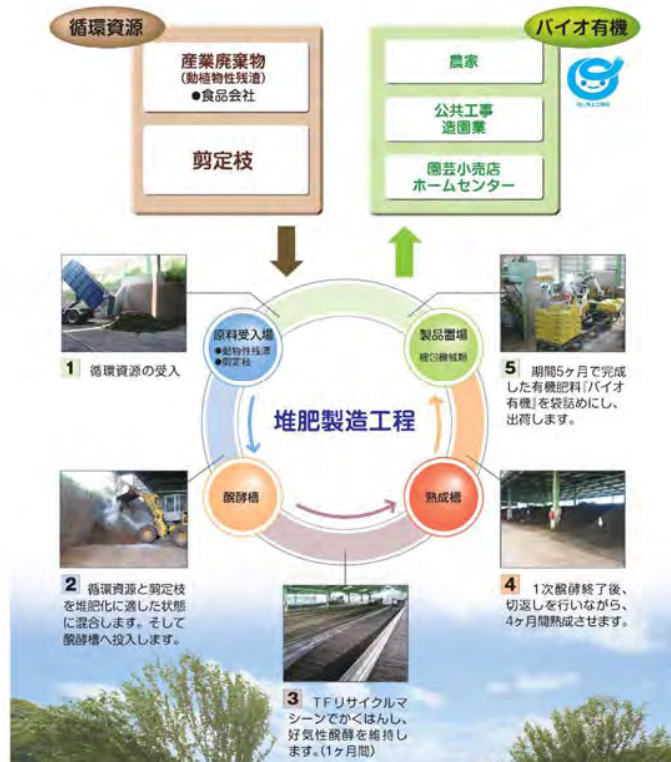 循環資源
産業廃棄物
(動植物性残渣)
●食品会社
剪定枝
バイオ有機
農家
公共工事
造園業
園芸小売店
ホームセンター
原料受入場
●動物性残渣
●剪定枝
製品置場
梱包機械類
堆肥製造工程
醗酵槽
熟成槽
1 循環資源の受入
2 循環資源と剪定枝
を堆肥化に適した状態
に混合します。そして
醗酵槽へ投入します。
3 TFリサイクルマ
シーンでかくはんし、
好気性醗酵を維持し
ます。(1ヶ月間)
4 1次醗酵終了後、
切返しを行いながら、
4ヶ月間熟成させます。
5 期間5ヶ月で完成
した有機肥料『バイオ
有機』を袋詰めにし、
出荷します。